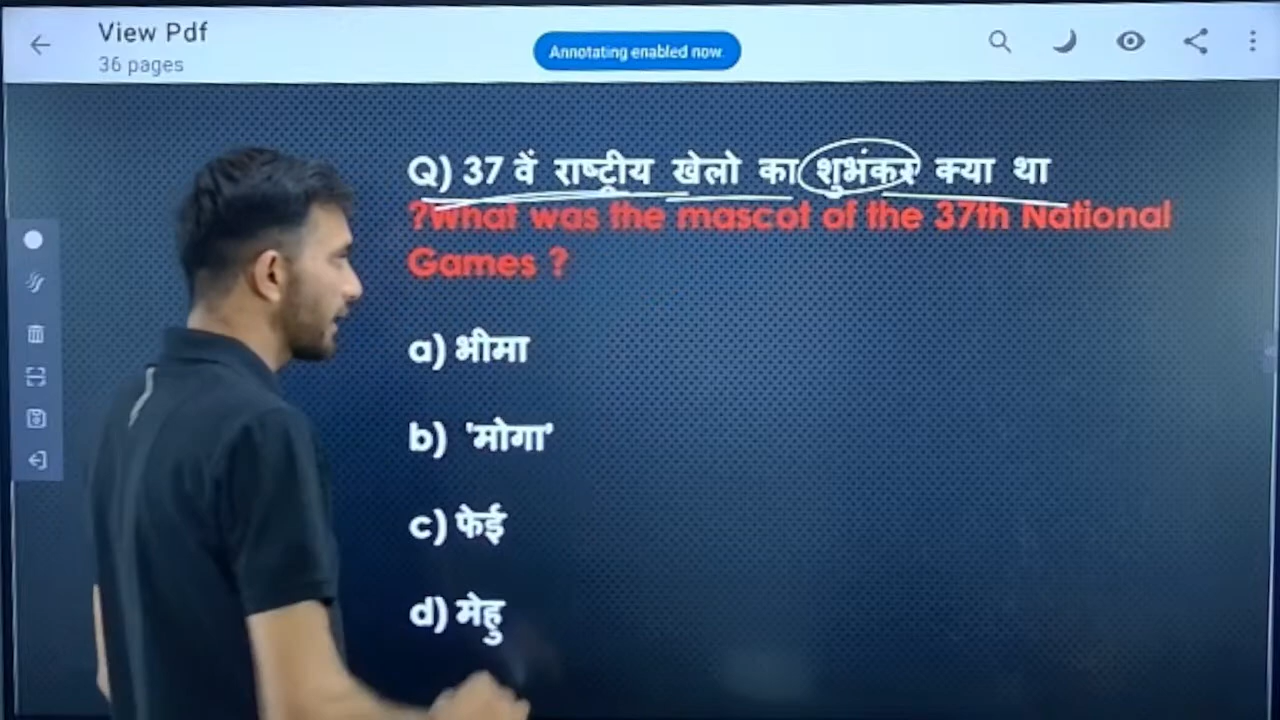 View Pdf
36 pages
Annotating enabled now.
Q) 37 वें राष्ट्रीय खेलो का शुभंकर क्या था
?What was the mascot of the 37th National
Games ?
a) भीमा
b) 'मोगा'
c) फेई
d) मेहु